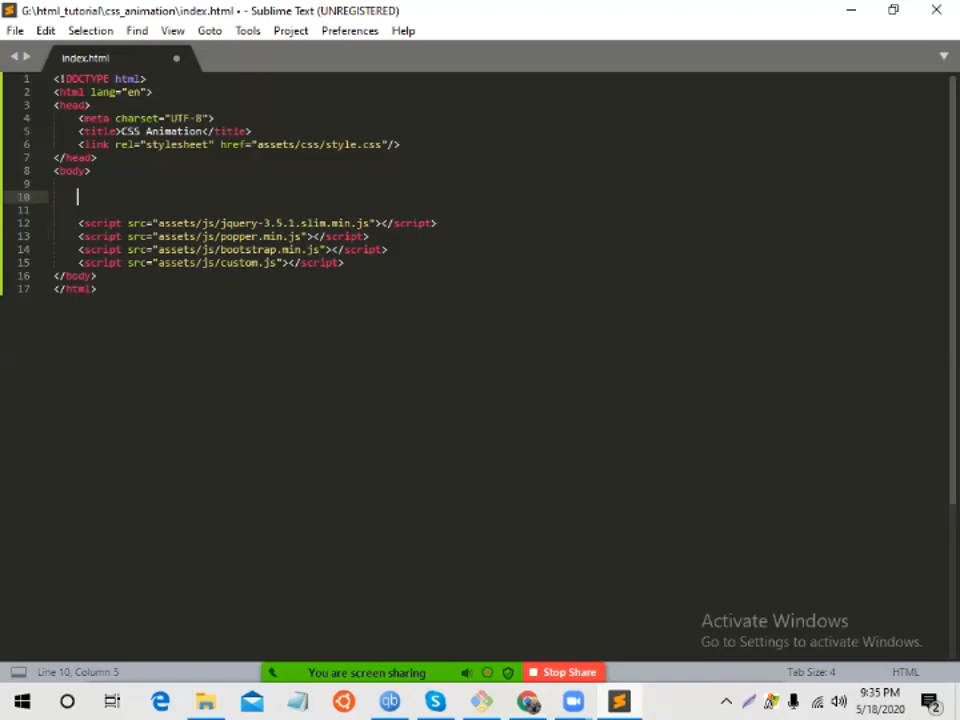 G:\html_tutorial\css_animation\index.html • - Sublime Text (UNREGISTERED)
File Edit Selection Find View Goto Tools Project Preferences Help
index.html
1 <!DOCTYPE html>
2 <html lang="en">
3 <head>
4 <meta charset="UTF-8">
5 <title>CSS Animation</title>
6 <link rel="stylesheet" href="assets/css/style.css"/>
7 </head>
8 <body>
9
10
11
12 <script src="assets/js/jquery-3.5.1.slim.min.js"></script>
13 <script src="assets/js/popper.min.js"></script>
14 <script src="assets/js/bootstrap.min.js"></script>
15 <script src="assets/js/custom.js"></script>
16 </body>
17 </html>
Activate Windows
Go to Settings to activate Windows.
Line 10, Column 5 You are screen sharing Stop Share Tab Size: 4 HTML
qb
9:35 PM
5/18/2020
2